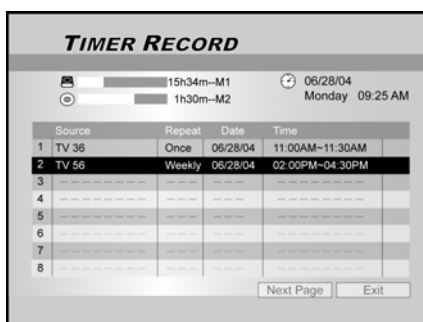 TIMER RECORD
15h34m--M1
1h30m--M2
06/28/04
Monday 09:25 AM
Source Repeat Date Time
1 TV 36 Once 06/28/04 11:00AM~11:30AM
2 TV 56 Weekly 06/28/04 02:00PM~04:30PM
3 -------- --- --- --------
4 -------- --- --- --------
5 -------- --- --- --------
6 -------- --- --- --------
7 -------- --- --- --------
8 -------- --- --- --------
Next Page Exit